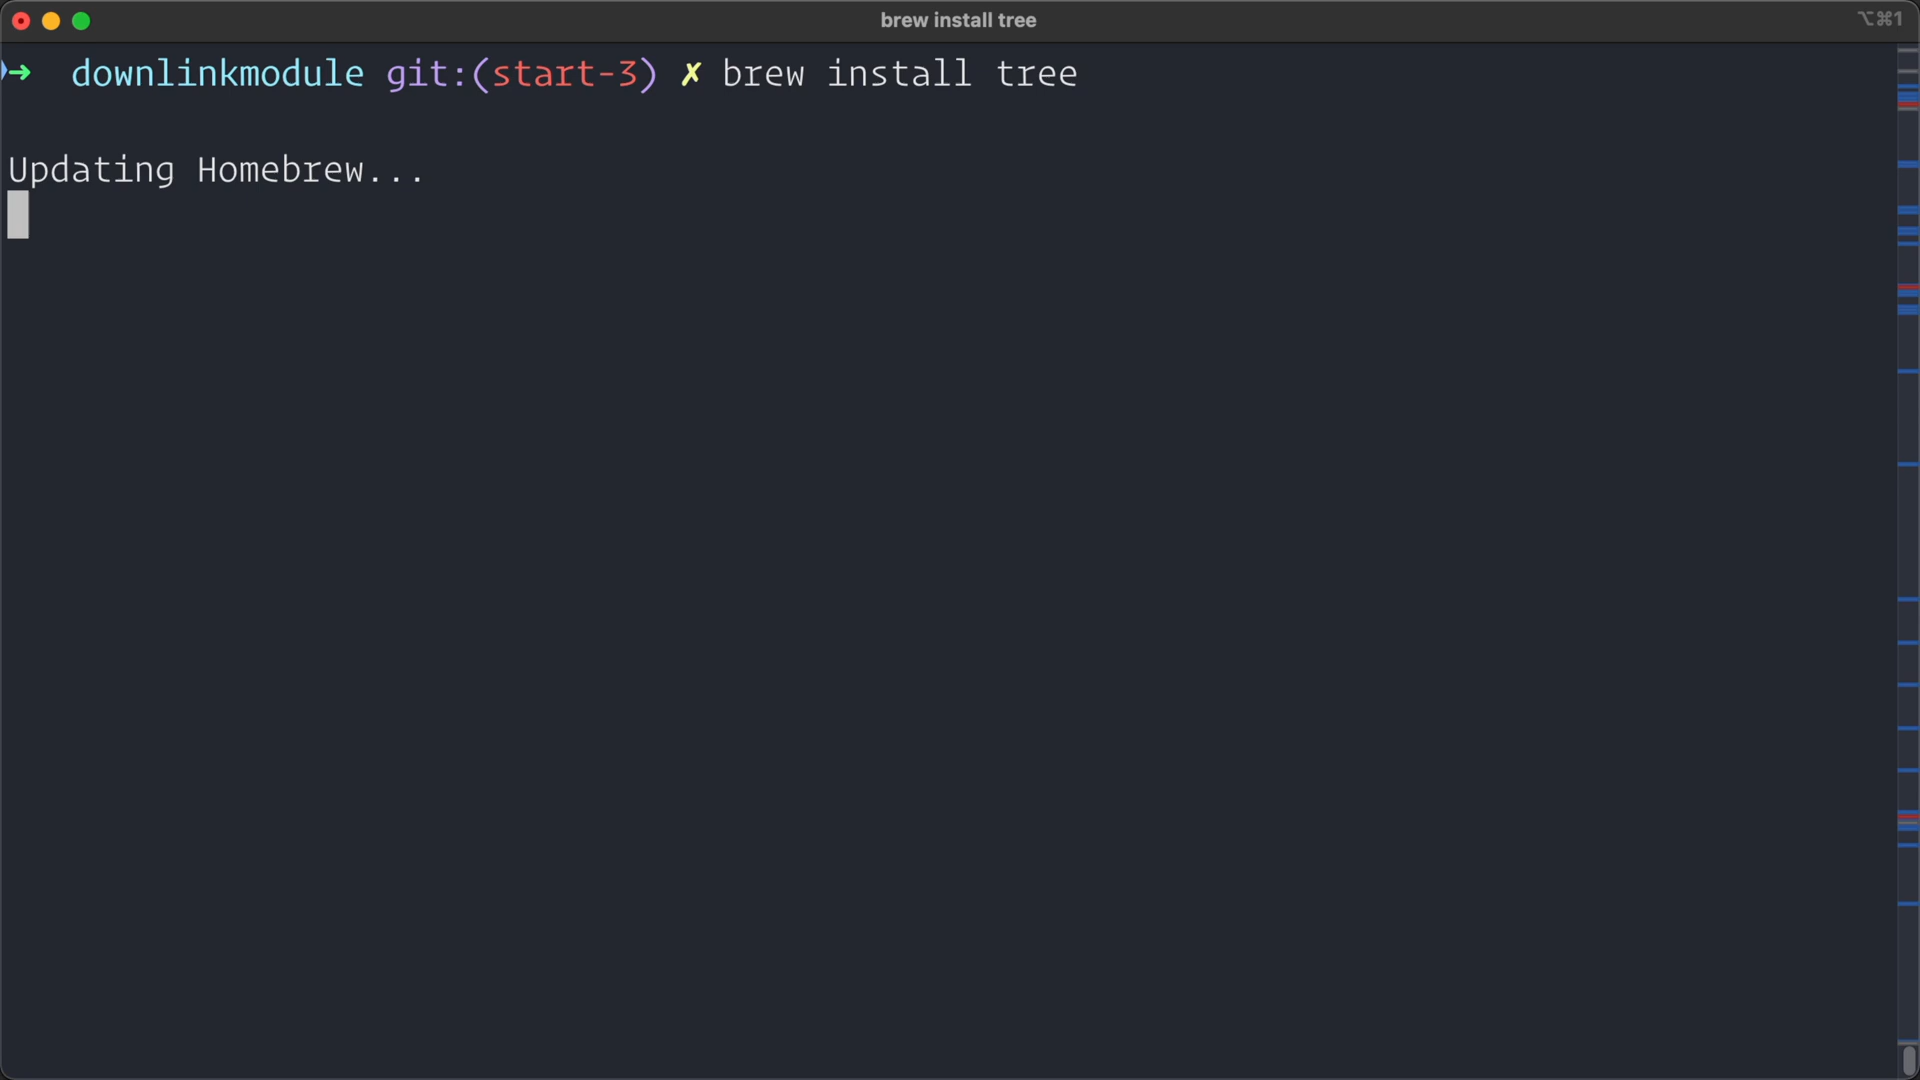 brew install tree
⌥⌘1
➜ downlinkmodule git:(start-3) ✗ brew install tree
Updating Homebrew...